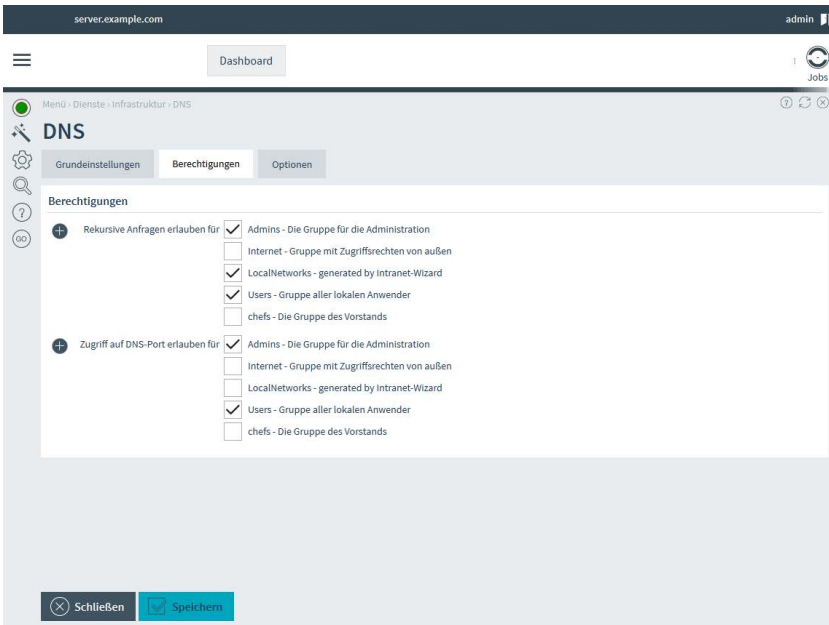 server.example.com
admin
Dashboard
Jobs
Menü › Dienste › Infrastruktur › DNS
DNS
Grundeinstellungen Berechtigungen Optionen
Berechtigungen
Rekursive Anfragen erlauben für Admins - Die Gruppe für die Administration
Internet - Gruppe mit Zugriffsrechten von außen
LocalNetworks - generated by Intranet-Wizard
Users - Gruppe aller lokalen Anwender
chefs - Die Gruppe des Vorstands
Zugriff auf DNS-Port erlauben für Admins - Die Gruppe für die Administration
Internet - Gruppe mit Zugriffsrechten von außen
LocalNetworks - generated by Intranet-Wizard
Users - Gruppe aller lokalen Anwender
chefs - Die Gruppe des Vorstands
GO
Schließen Speichern